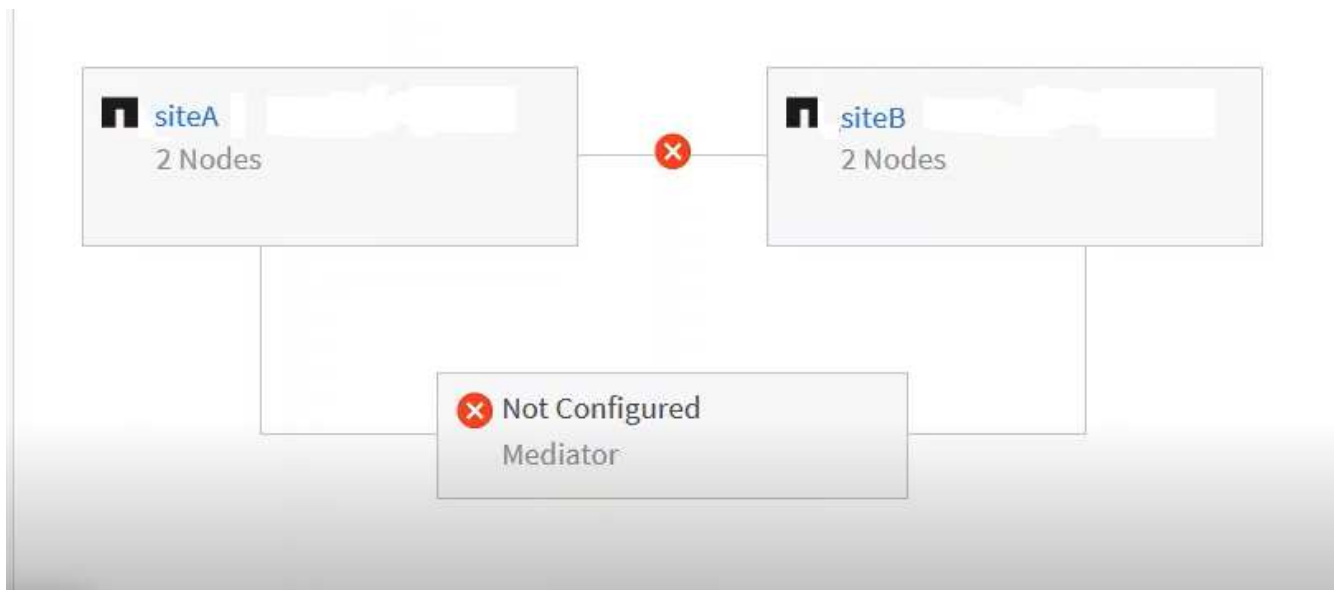 siteA
2 Nodes
siteB
2 Nodes
Not Configured
Mediator